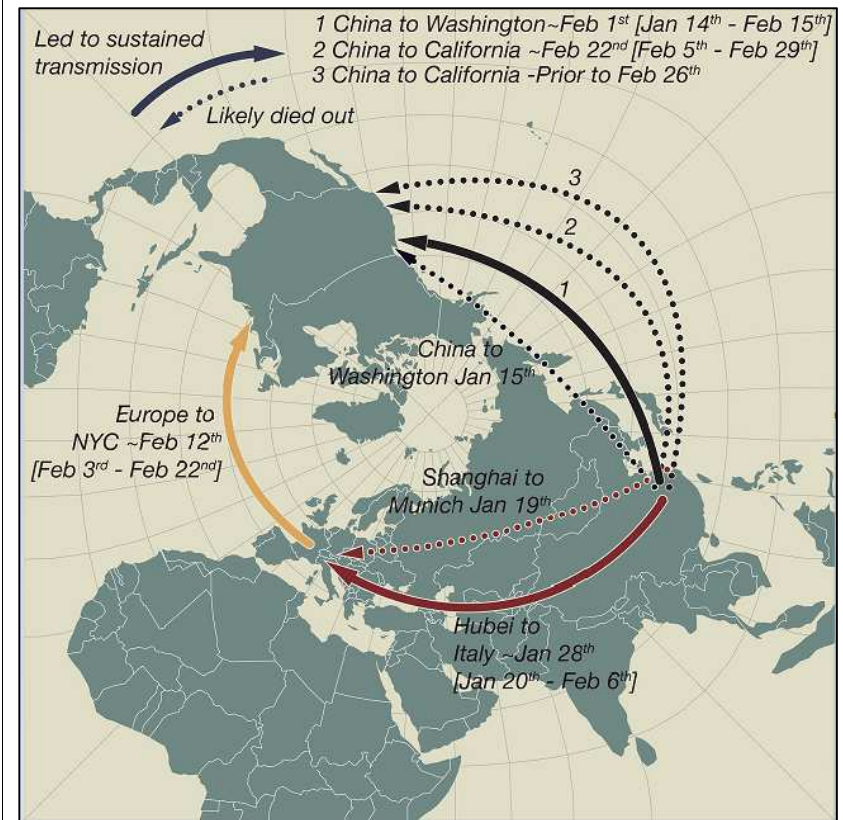 1 China to Washington~Feb 1st [Jan 14th - Feb 15th]
2 China to California ~Feb 22nd [Feb 5th - Feb 29th]
3 China to California -Prior to Feb 26th
Led to sustained
transmission
Likely died out
3
2
1
China to
Washington Jan 15th
Europe to
NYC ~Feb 12th
[Feb 3rd - Feb 22nd]
Shanghai to
Munich Jan 19th
Hubei to
Italy ~Jan 28th
[Jan 20th - Feb 6th]